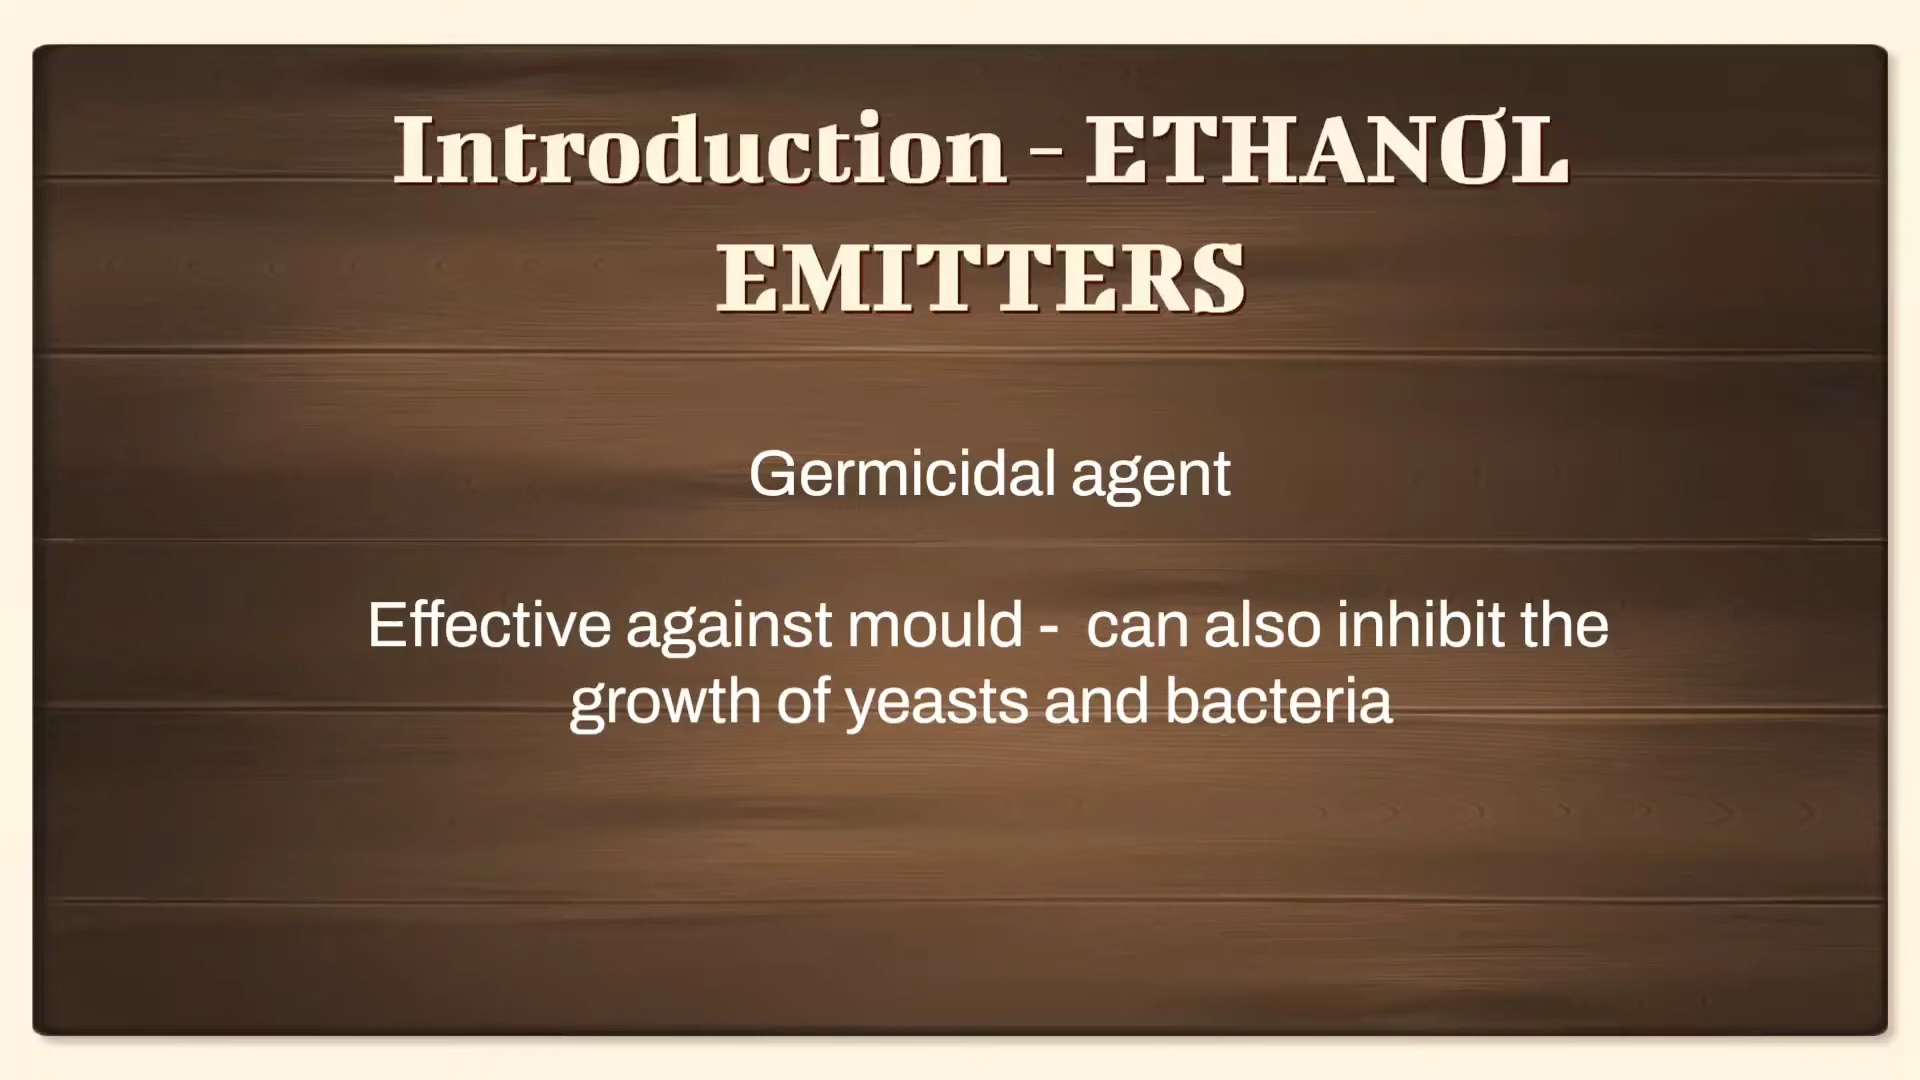 Introduction - ETHANOL
EMITTERS
Germicidal agent
Effective against mould -  can also inhibit the
growth of yeasts and bacteria